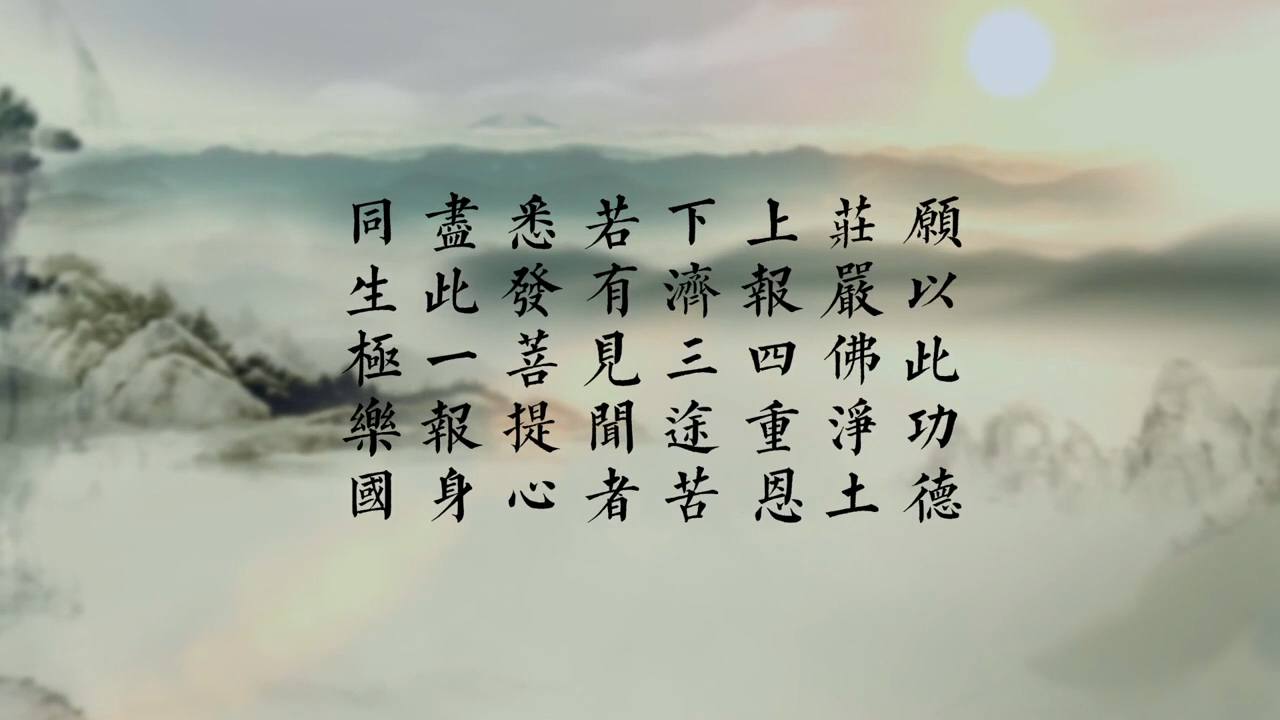 願以此功德
莊嚴佛淨土
上報四重恩
下濟三途苦
若有見聞者
悉發菩提心
盡此一報身
同生極樂國